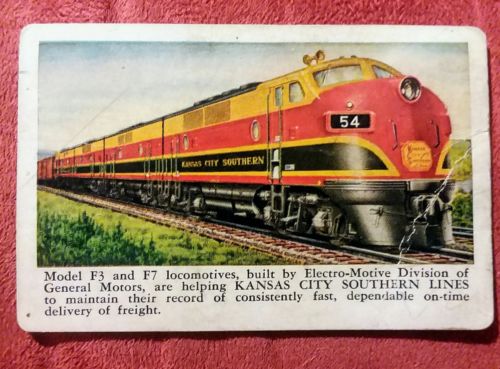 54
KANSAS CITY SOUTHERN
Model F3 and F7 locomotives, built by Electro-Motive Division of
General Motors, are helping KANSAS CITY SOUTHERN LINES
to maintain their record of consistently fast, dependable on-time
delivery of freight.